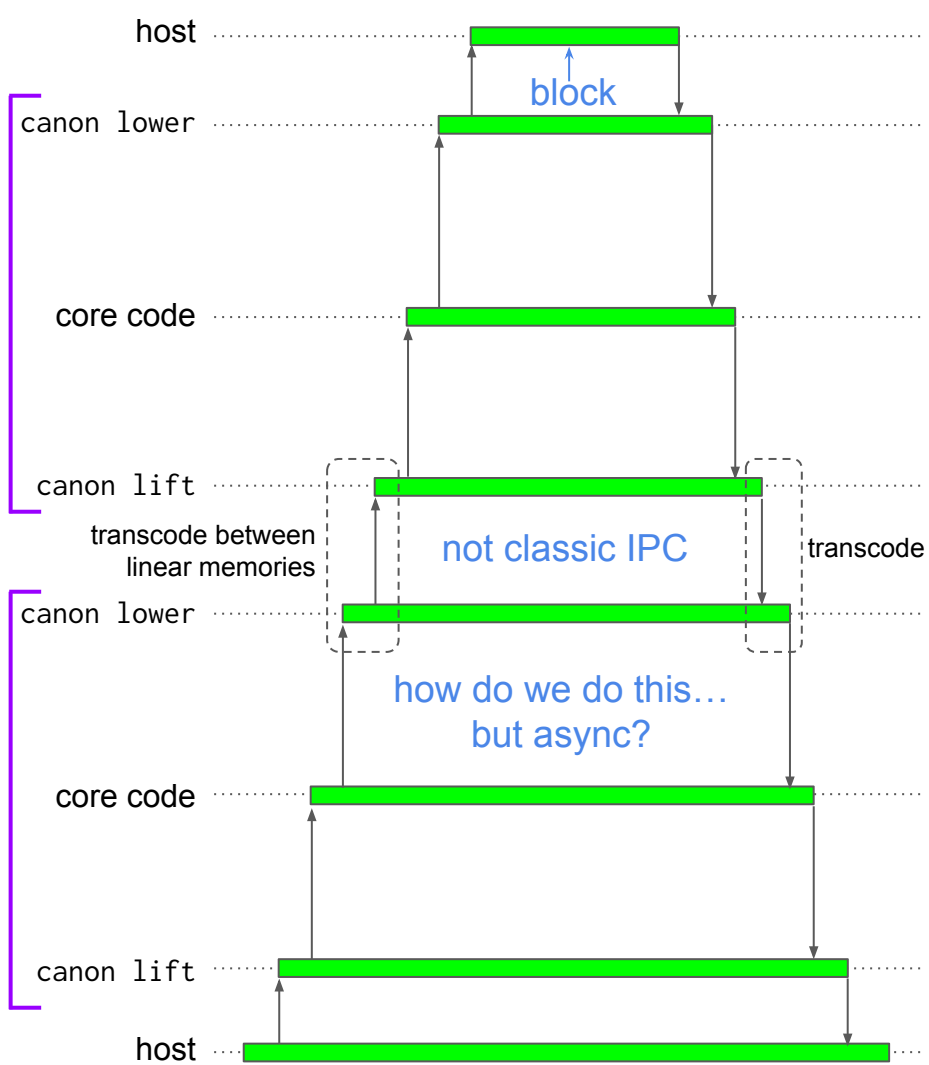 host
block
canon lower
core code
canon lift
transcode between
linear memories
not classic IPC
transcode
canon lower
how do we do this…
but async?
core code
canon lift
host